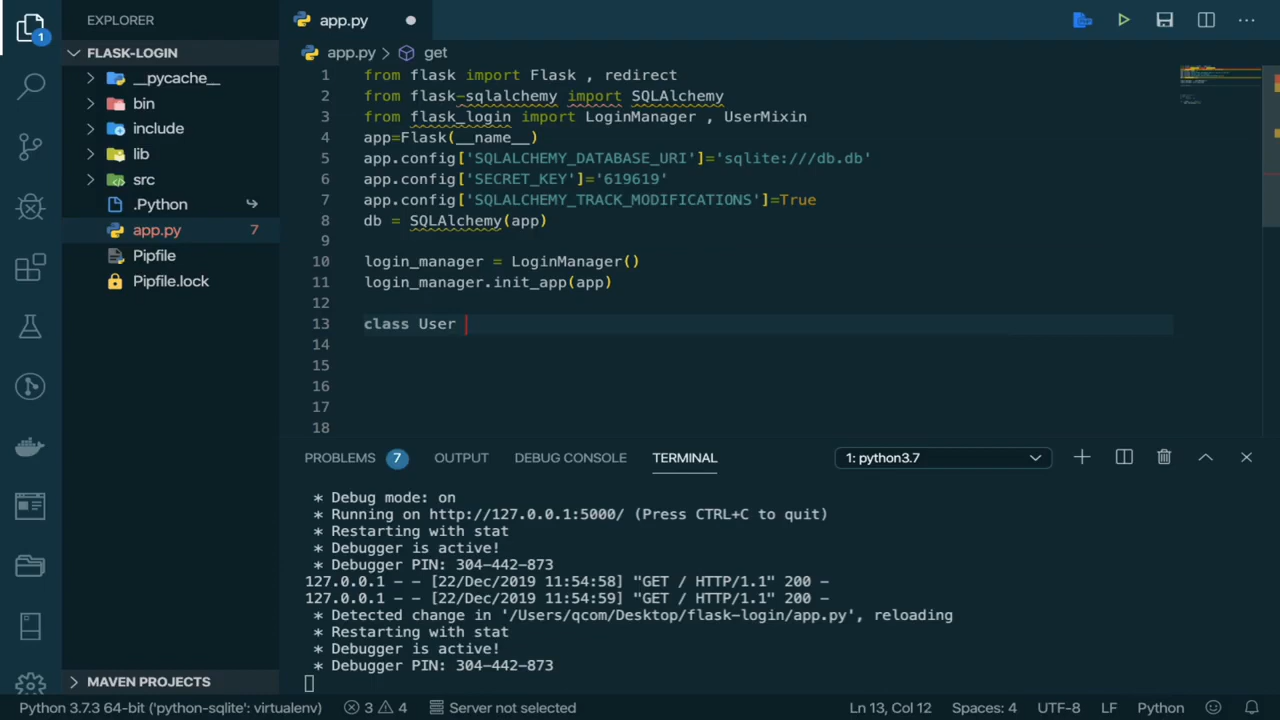 EXPLORER
1
FLASK-LOGIN
__pycache__
bin
include
lib
src
.Python
app.py 7
Pipfile
Pipfile.lock
MAVEN PROJECTS
app.py
app.py > get
1 from flask import Flask , redirect
2 from flask-sqlalchemy import SQLAlchemy
3 from flask_login import LoginManager , UserMixin
4 app=Flask(__name__)
5 app.config['SQLALCHEMY_DATABASE_URI']='sqlite:///db.db'
6 app.config['SECRET_KEY']='619619'
7 app.config['SQLALCHEMY_TRACK_MODIFICATIONS']=True
8 db = SQLAlchemy(app)
9
10 login_manager = LoginManager()
11 login_manager.init_app(app)
12
13 class User
14
15
16
17
18
PROBLEMS 7 OUTPUT DEBUG CONSOLE TERMINAL 1: python3.7
* Debug mode: on
* Running on http://127.0.0.1:5000/ (Press CTRL+C to quit)
* Restarting with stat
* Debugger is active!
* Debugger PIN: 304-442-873
127.0.0.1 - - [22/Dec/2019 11:54:58] "GET / HTTP/1.1" 200 -
127.0.0.1 - - [22/Dec/2019 11:54:59] "GET / HTTP/1.1" 200 -
* Detected change in '/Users/qcom/Desktop/flask-login/app.py', reloading
* Restarting with stat
* Debugger is active!
* Debugger PIN: 304-442-873
Python 3.7.3 64-bit ('python-sqlite': virtualenv) 3 4 Server not selected Ln 13, Col 12 Spaces: 4 UTF-8 LF Python